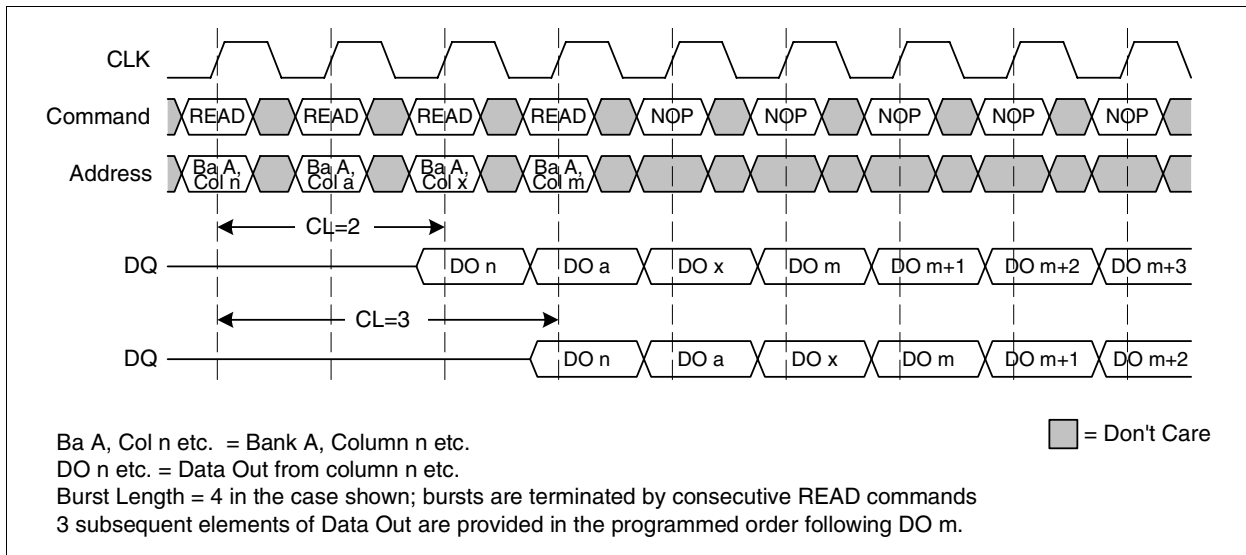 CLK
Command READ READ READ READ NOP NOP NOP NOP NOP
Address Ba A, Col n Ba A, Col a Ba A, Col x Ba A, Col m
CL=2
DQ DO n DO a DO x DO m DO m+1 DO m+2 DO m+3
CL=3
DQ DO n DO a DO x DO m DO m+1 DO m+2
Ba A, Col n etc. = Bank A, Column n etc.
= Don't Care
DO n etc. = Data Out from column n etc.
Burst Length = 4 in the case shown; bursts are terminated by consecutive READ commands
3 subsequent elements of Data Out are provided in the programmed order following DO m.